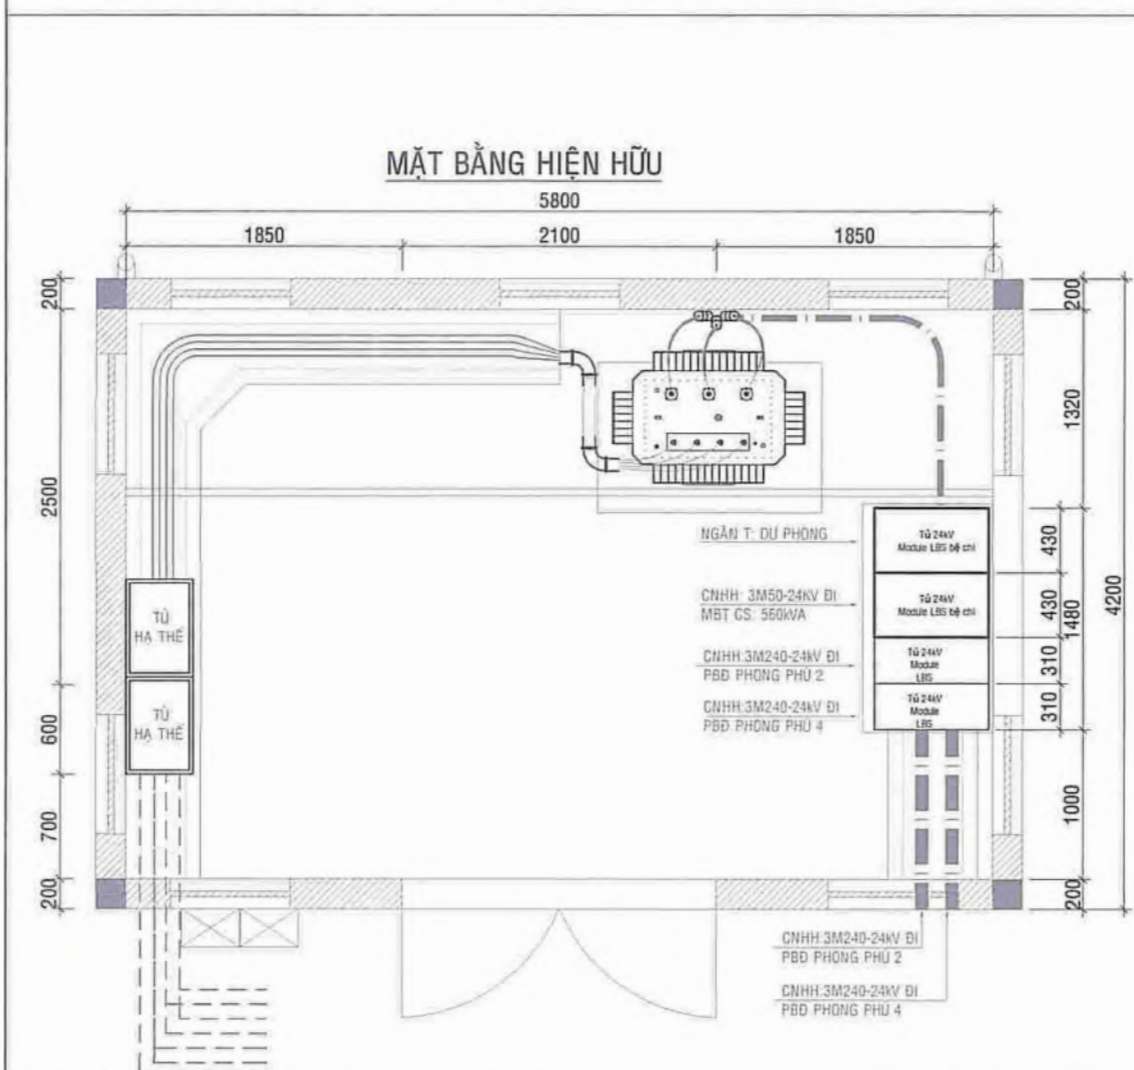 MẶT BẰNG HIỆN HỮU
5800
1850
2100
1850
200
2500
600
700
200
200
1320
430
430
310
310
1480
1000
200
4200
NGĂN T: DỰ PHÒNG
CNHH: 3M50-24KV ĐI
MBT CS: 560kVA
CNHH:3M240-24kV ĐI
PBĐ PHONG PHÚ 2
CNHH:3M240-24kV ĐI
PBĐ PHONG PHÚ 4
Tủ 24kV
Module LBS bệ chì
Tủ 24kV
Module LBS bệ chì
Tủ 24kV
Module
LBS
Tủ 24kV
Module
LBS
TỦ
HẠ THẾ
TỦ
HẠ THẾ
CNHH:3M240-24kV ĐI
PBĐ PHONG PHÚ 2
CNHH:3M240-24kV ĐI
PBĐ PHONG PHÚ 4